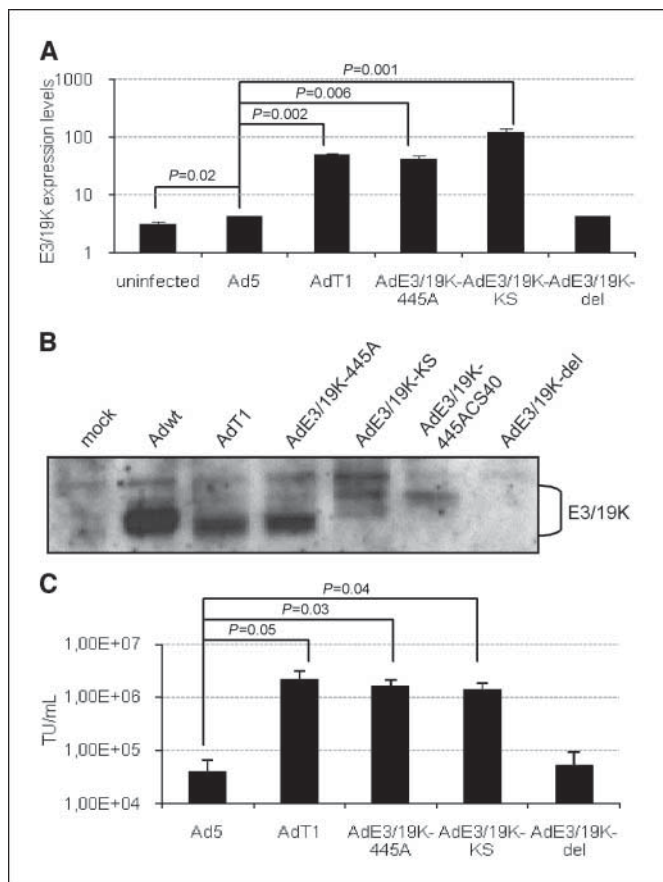 A
E3/19K expression levels
1000
100
10
1
P=0.001
P=0.006
P=0.002
P=0.02
uninfected
Ad5
AdT1
AdE3/19K-
445A
AdE3/19K-
KS
AdE3/19K-
del
B
mock
Adwt
AdT1
AdE3/19K-445A
AdE3/19K-KS
AdE3/19K-
445ACS40
AdE3/19K-del
E3/19K
C
P=0.04
P=0.03
P=0.05
TU/mL
1,00E+07
1,00E+06
1,00E+05
1,00E+04
Ad5
AdT1
AdE3/19K-
445A
AdE3/19K-
KS
AdE3/19K-
del